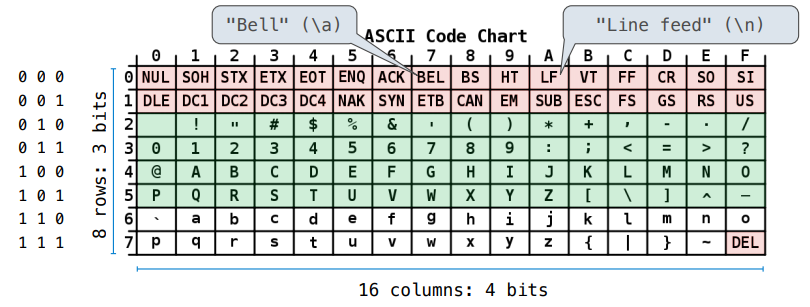 "Bell" (\a) "Line feed" (\n)
ASCII Code Chart
0 1 2 3 4 5 6 7 8 9 A B C D E F
0 0 0 0 NUL SOH STX ETX EOT ENQ ACK BEL BS HT LF VT FF CR SO SI
0 0 1 1 DLE DC1 DC2 DC3 DC4 NAK SYN ETB CAN EM SUB ESC FS GS RS US
0 1 0 2 ! " # $ % & ' ( ) * + , - . /
0 1 1 3 0 1 2 3 4 5 6 7 8 9 : ; < = > ?
1 0 0 4 @ A B C D E F G H I J K L M N O
1 0 1 5 P Q R S T U V W X Y Z [ \ ] ^ _
1 1 0 6 ` a b c d e f g h i j k l m n o
1 1 1 7 p q r s t u v w x y z { | } ~ DEL
8 rows: 3 bits
16 columns: 4 bits